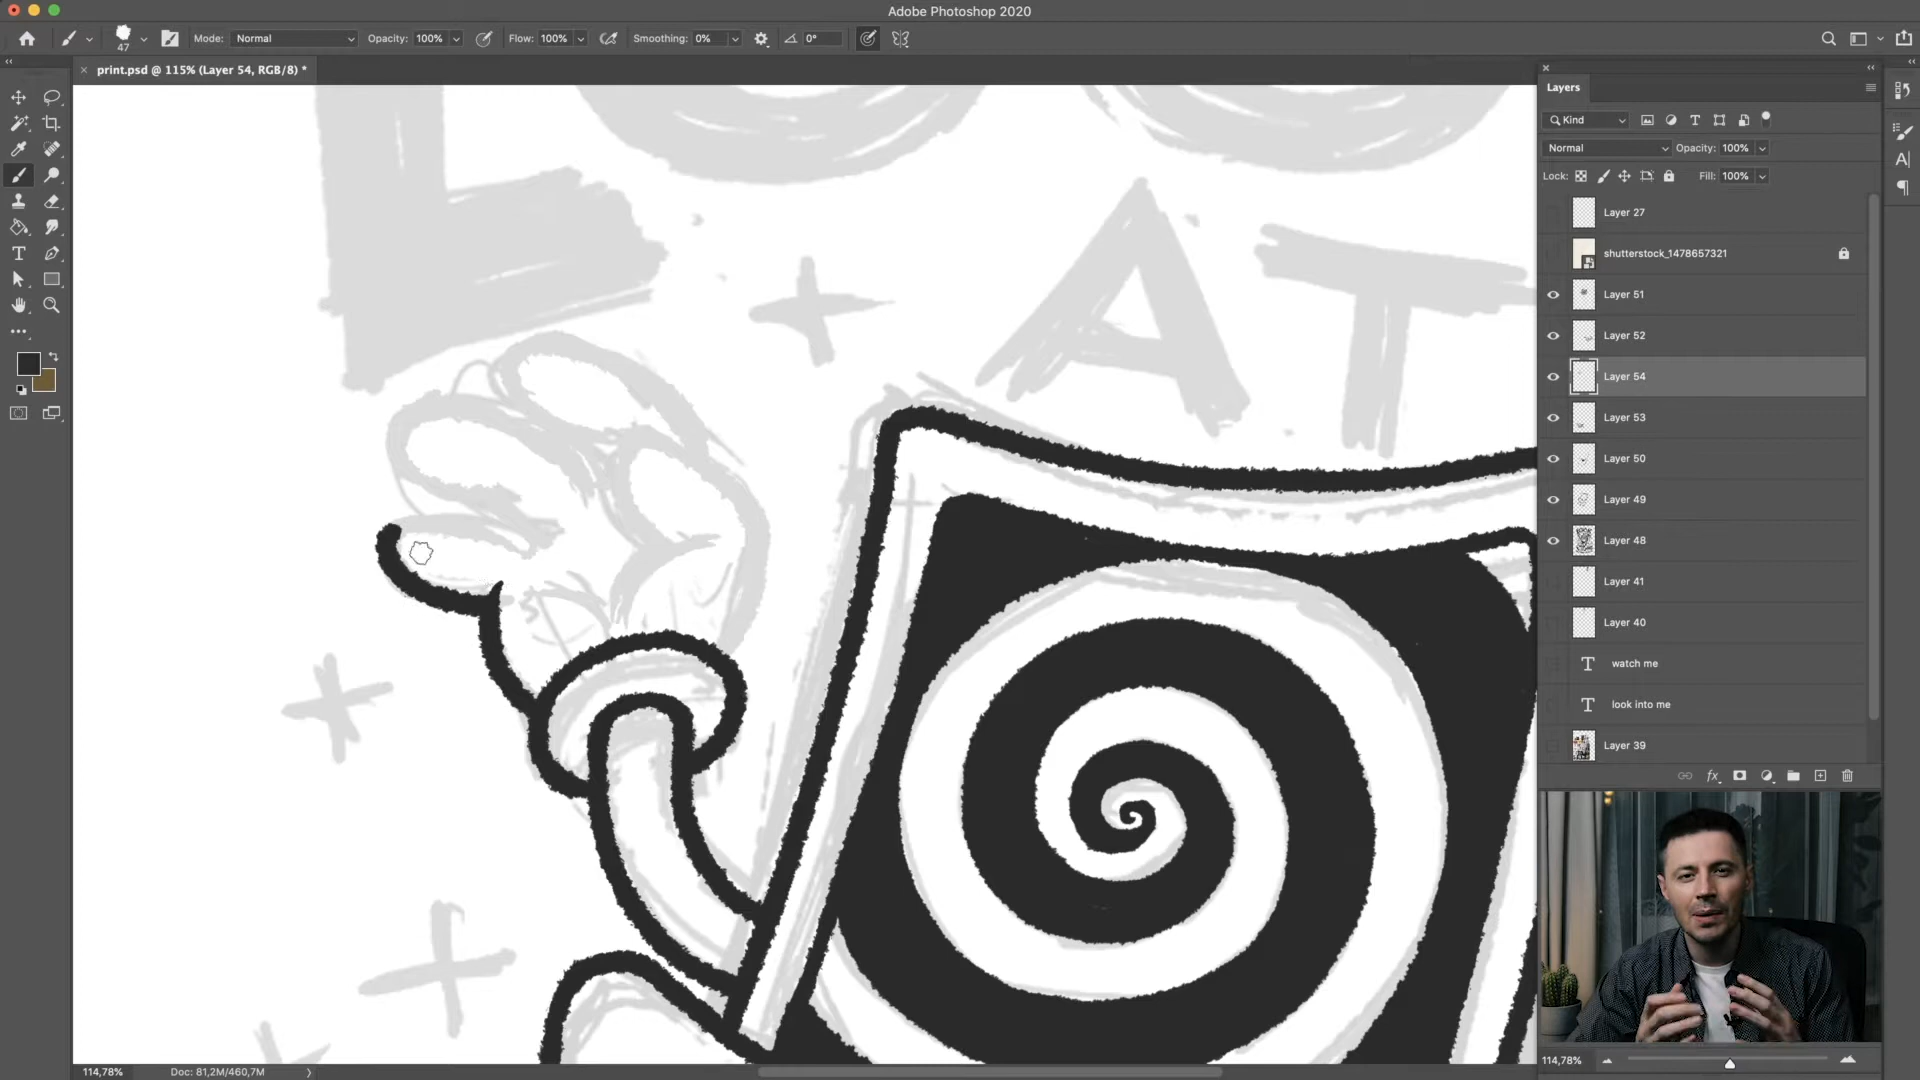 Adobe Photoshop 2020
47
Mode: Normal
Opacity: 100%
Flow: 100%
Smoothing: 0%
0°
print.psd @ 115% (Layer 54, RGB/8) *
L
AT
Layers
Kind
Normal
Opacity: 100%
Lock:
Fill: 100%
Layer 27
shutterstock_1478657321
Layer 51
Layer 52
Layer 54
Layer 53
Layer 50
Layer 49
Layer 48
Layer 41
Layer 40
T watch me
T look into me
Layer 39
fx
114,78%
114,78%
Doc: 81,2M/460,7M